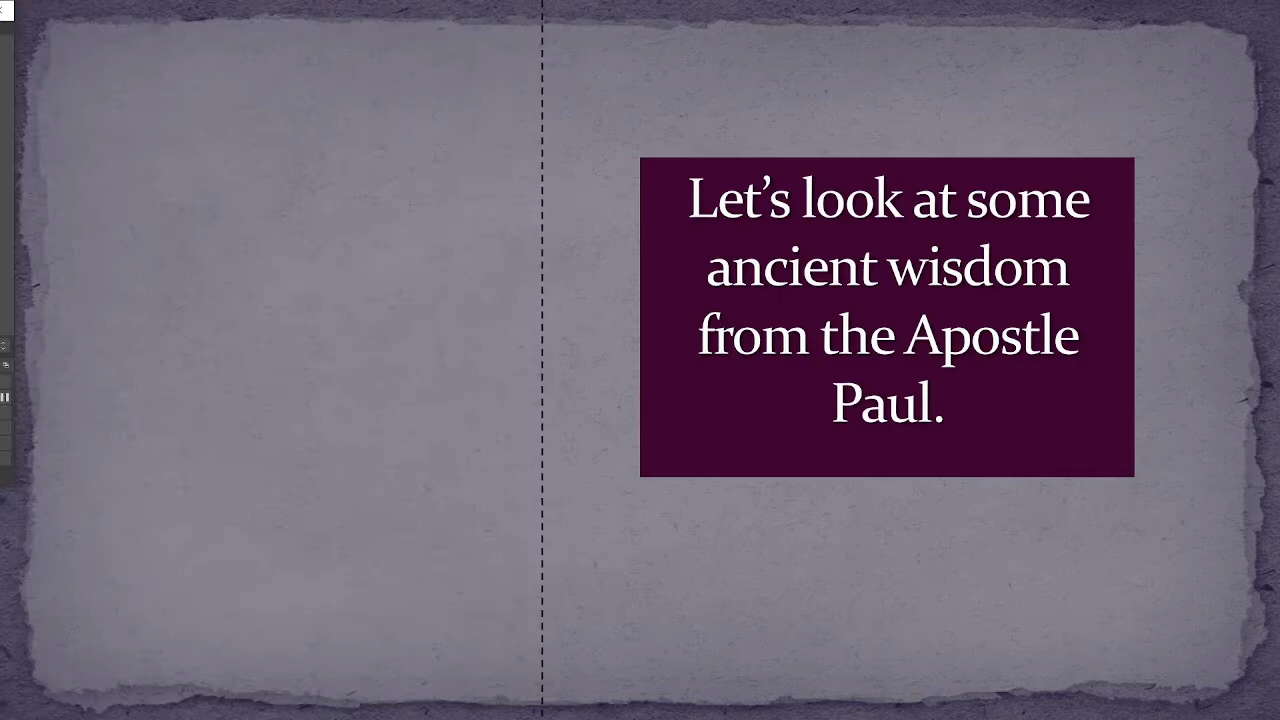 Let’s look at some
ancient wisdom
from the Apostle
Paul.